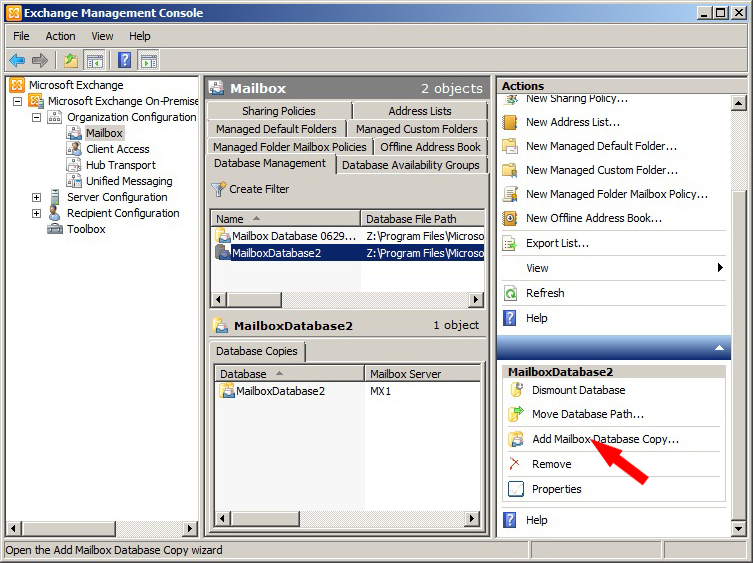 Exchange Management Console
File Action View Help
Microsoft Exchange
Microsoft Exchange On-Premise
Organization Configuration
Mailbox
Client Access
Hub Transport
Unified Messaging
Server Configuration
Recipient Configuration
Toolbox
Mailbox 2 objects
Sharing Policies Address Lists
Managed Default Folders Managed Custom Folders
Managed Folder Mailbox Policies Offline Address Book
Database Management Database Availability Groups
Create Filter
Name Database File Path
Mailbox Database 0629... Z:\Program Files\Microso
MailboxDatabase2 Z:\Program Files\Microso
MailboxDatabase2 1 object
Database Copies
Database Mailbox Server
MailboxDatabase2 MX1
Actions
New Sharing Policy...
New Address List...
New Managed Default Folder...
New Managed Custom Folder...
New Managed Folder Mailbox Policy...
New Offline Address Book...
Export List...
View
Refresh
Help
MailboxDatabase2
Dismount Database
Move Database Path...
Add Mailbox Database Copy...
Remove
Properties
Help
Open the Add Mailbox Database Copy wizard